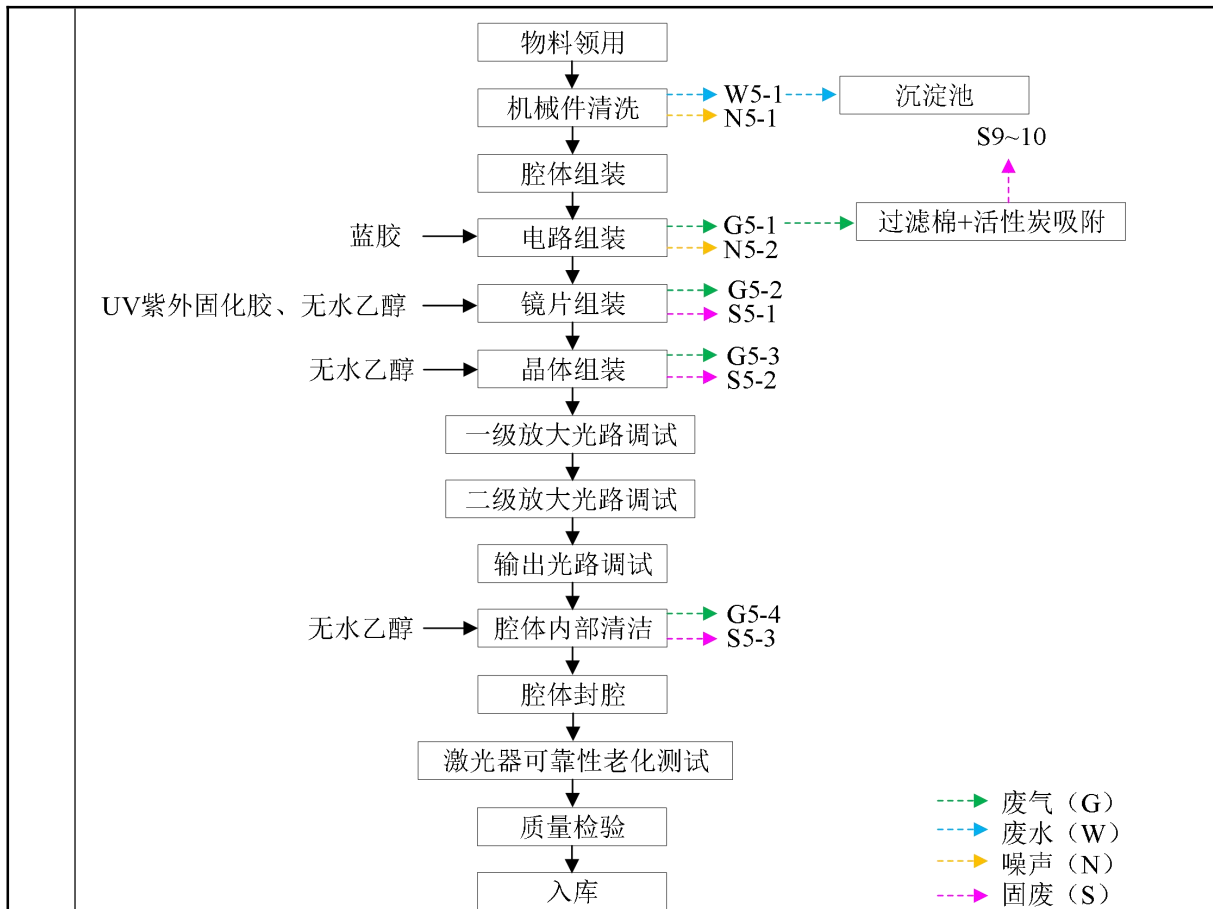 物料领用
机械件清洗
W5-1
沉淀池
N5-1
S9~10
腔体组装
蓝胶
电路组装
G5-1
过滤棉+活性炭吸附
N5-2
UV紫外固化胶、无水乙醇
镜片组装
G5-2
S5-1
无水乙醇
晶体组装
G5-3
S5-2
一级放大光路调试
二级放大光路调试
输出光路调试
无水乙醇
腔体内部清洁
G5-4
S5-3
腔体封腔
激光器可靠性老化测试
质量检验
入库
废气（G）
废水（W）
噪声（N）
固废（S）